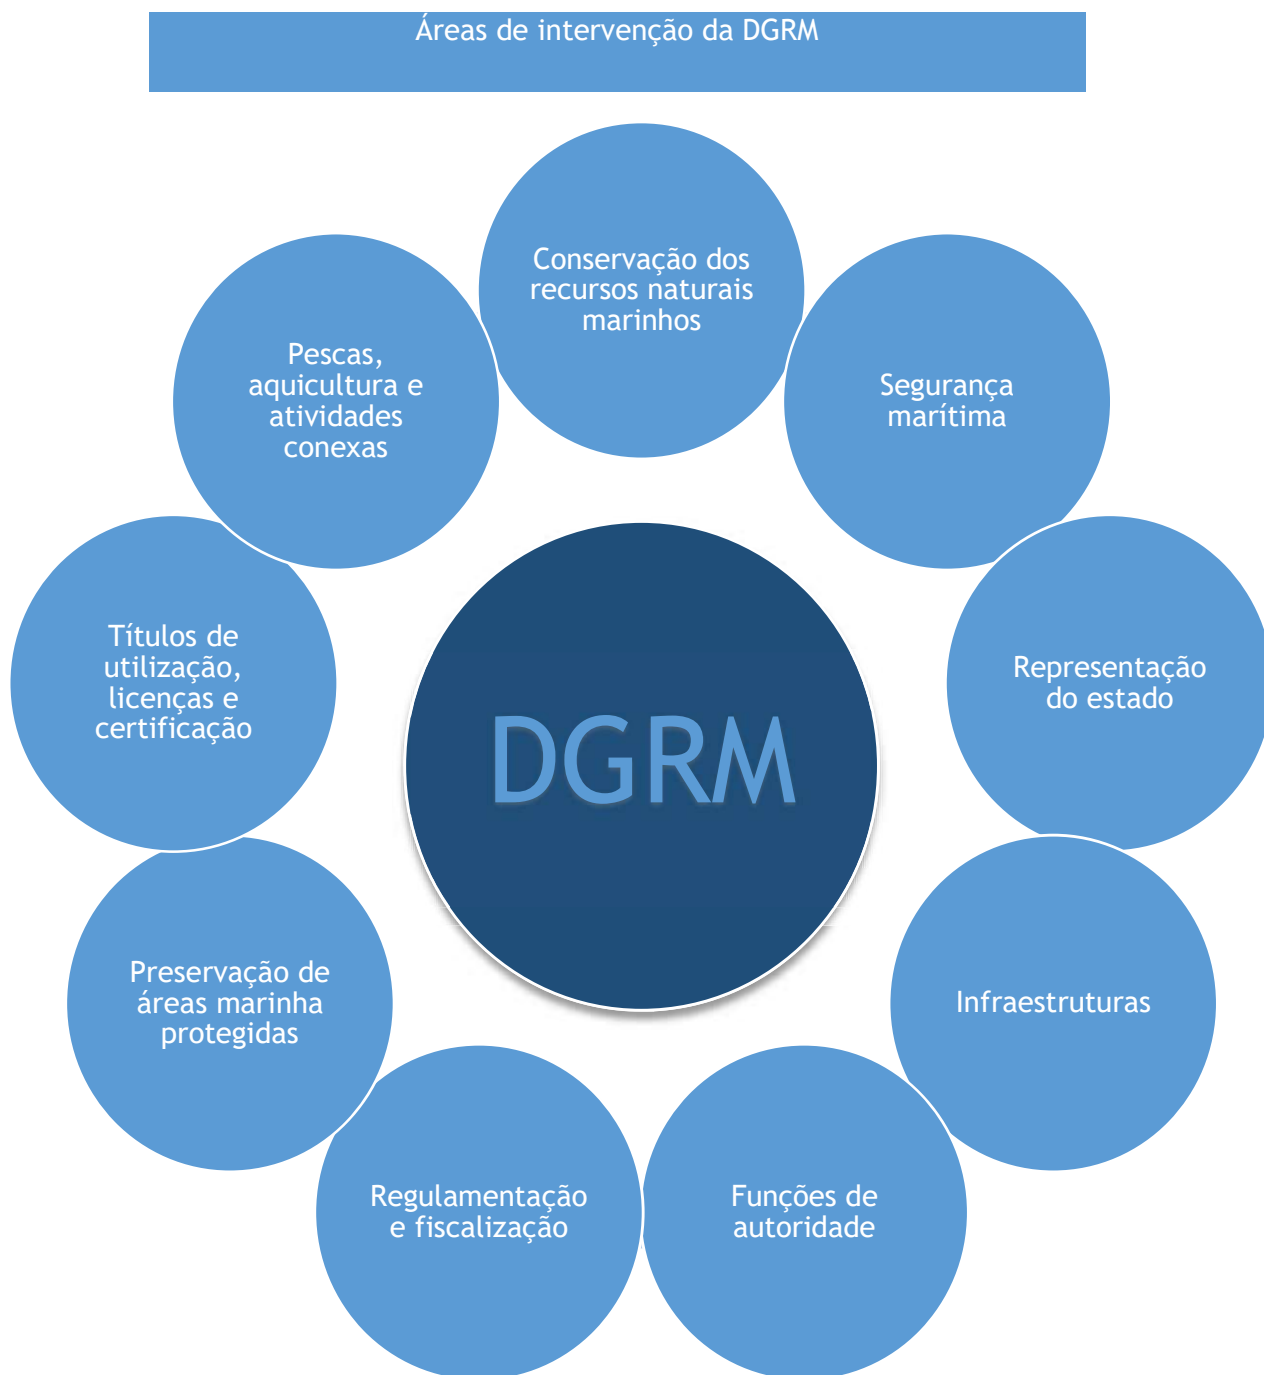 Áreas de intervenção da DGRM
Conservação dos
recursos naturais
marinhos
Segurança
marítima
Representação
do estado
Infraestruturas
Funções de
autoridade
Regulamentação
e fiscalização
Preservação de
áreas marinha
protegidas
Títulos de
utilização,
licenças e
certificação
Pescas,
aquicultura e
atividades
conexas
DGRM